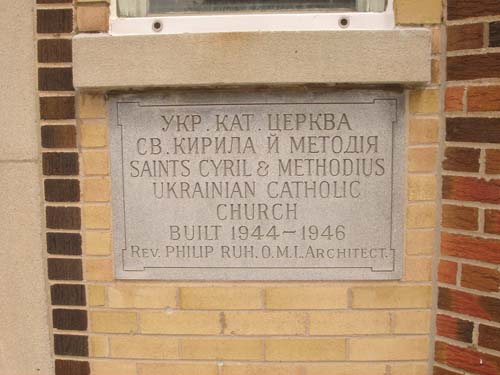 УКР. КАТ. ЦЕРКВА
СВ. КИРИЛА Й МЕТОДІЯ
SAINTS CYRIL & METHODIUS
UKRAINIAN CATHOLIC
CHURCH
BUILT 1944–1946
REV. PHILIP RUH. O.M.I. ARCHITECT.